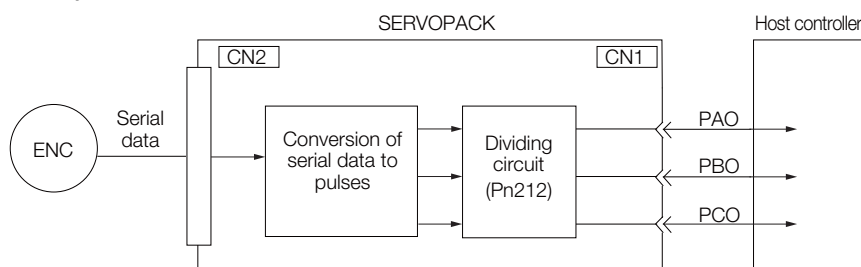 SERVOPACK
Host controller
CN2
CN1
ENC
Serial
data
Conversion of
serial data to
pulses
Dividing
circuit
(Pn212)
PAO
PBO
PCO